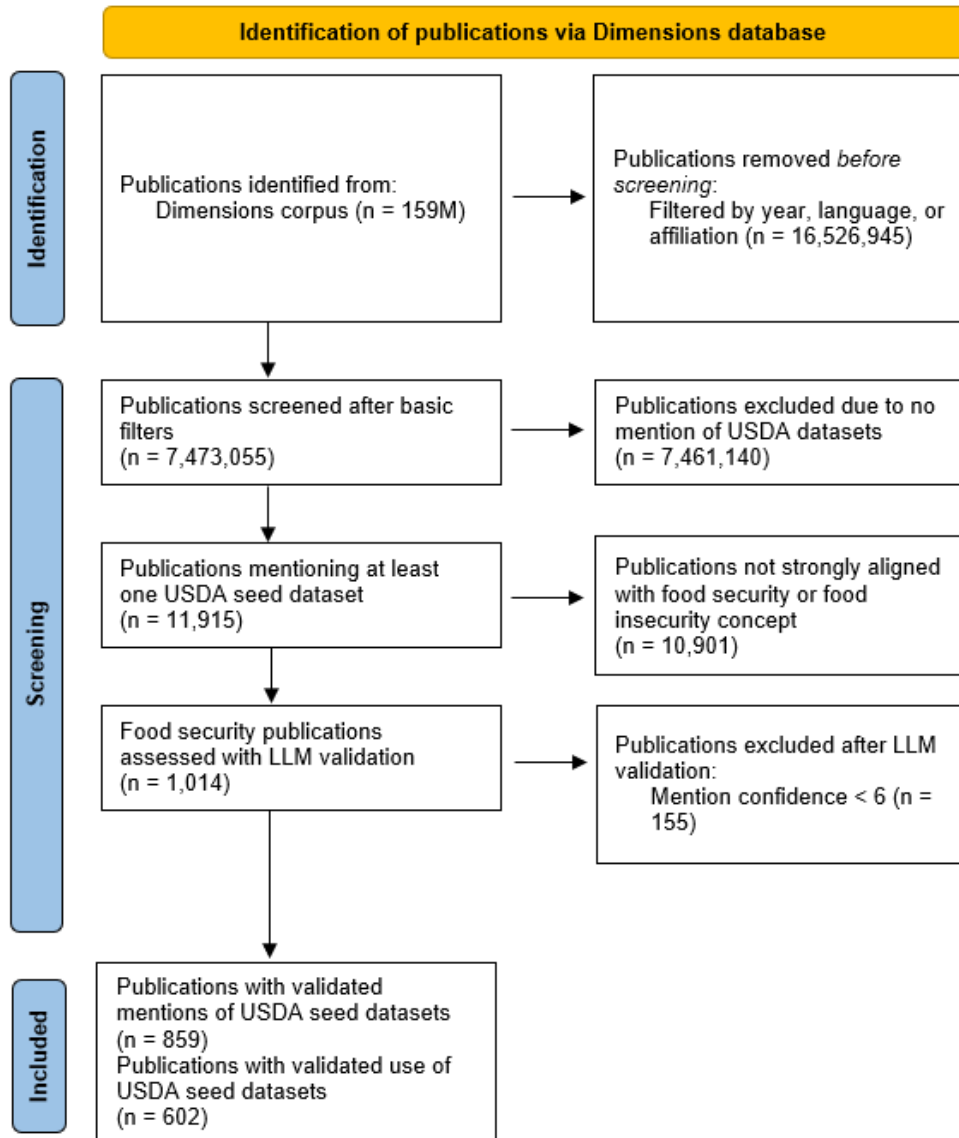 Identification of publications via Dimensions database
Identification
Publications identified from:
Dimensions corpus (n = 159M)
Publications removed before
screening:
Filtered by year, language, or
affiliation (n = 16,526,945)
Screening
Publications screened after basic
filters
(n = 7,473,055)
Publications excluded due to no
mention of USDA datasets
(n = 7,461,140)
Publications mentioning at least
one USDA seed dataset
(n = 11,915)
Publications not strongly aligned
with food security or food
insecurity concept
(n = 10,901)
Food security publications
assessed with LLM validation
(n = 1,014)
Publications excluded after LLM
validation:
Mention confidence < 6 (n =
155)
Included
Publications with validated
mentions of USDA seed datasets
(n = 859)
Publications with validated use of
USDA seed datasets
(n = 602)